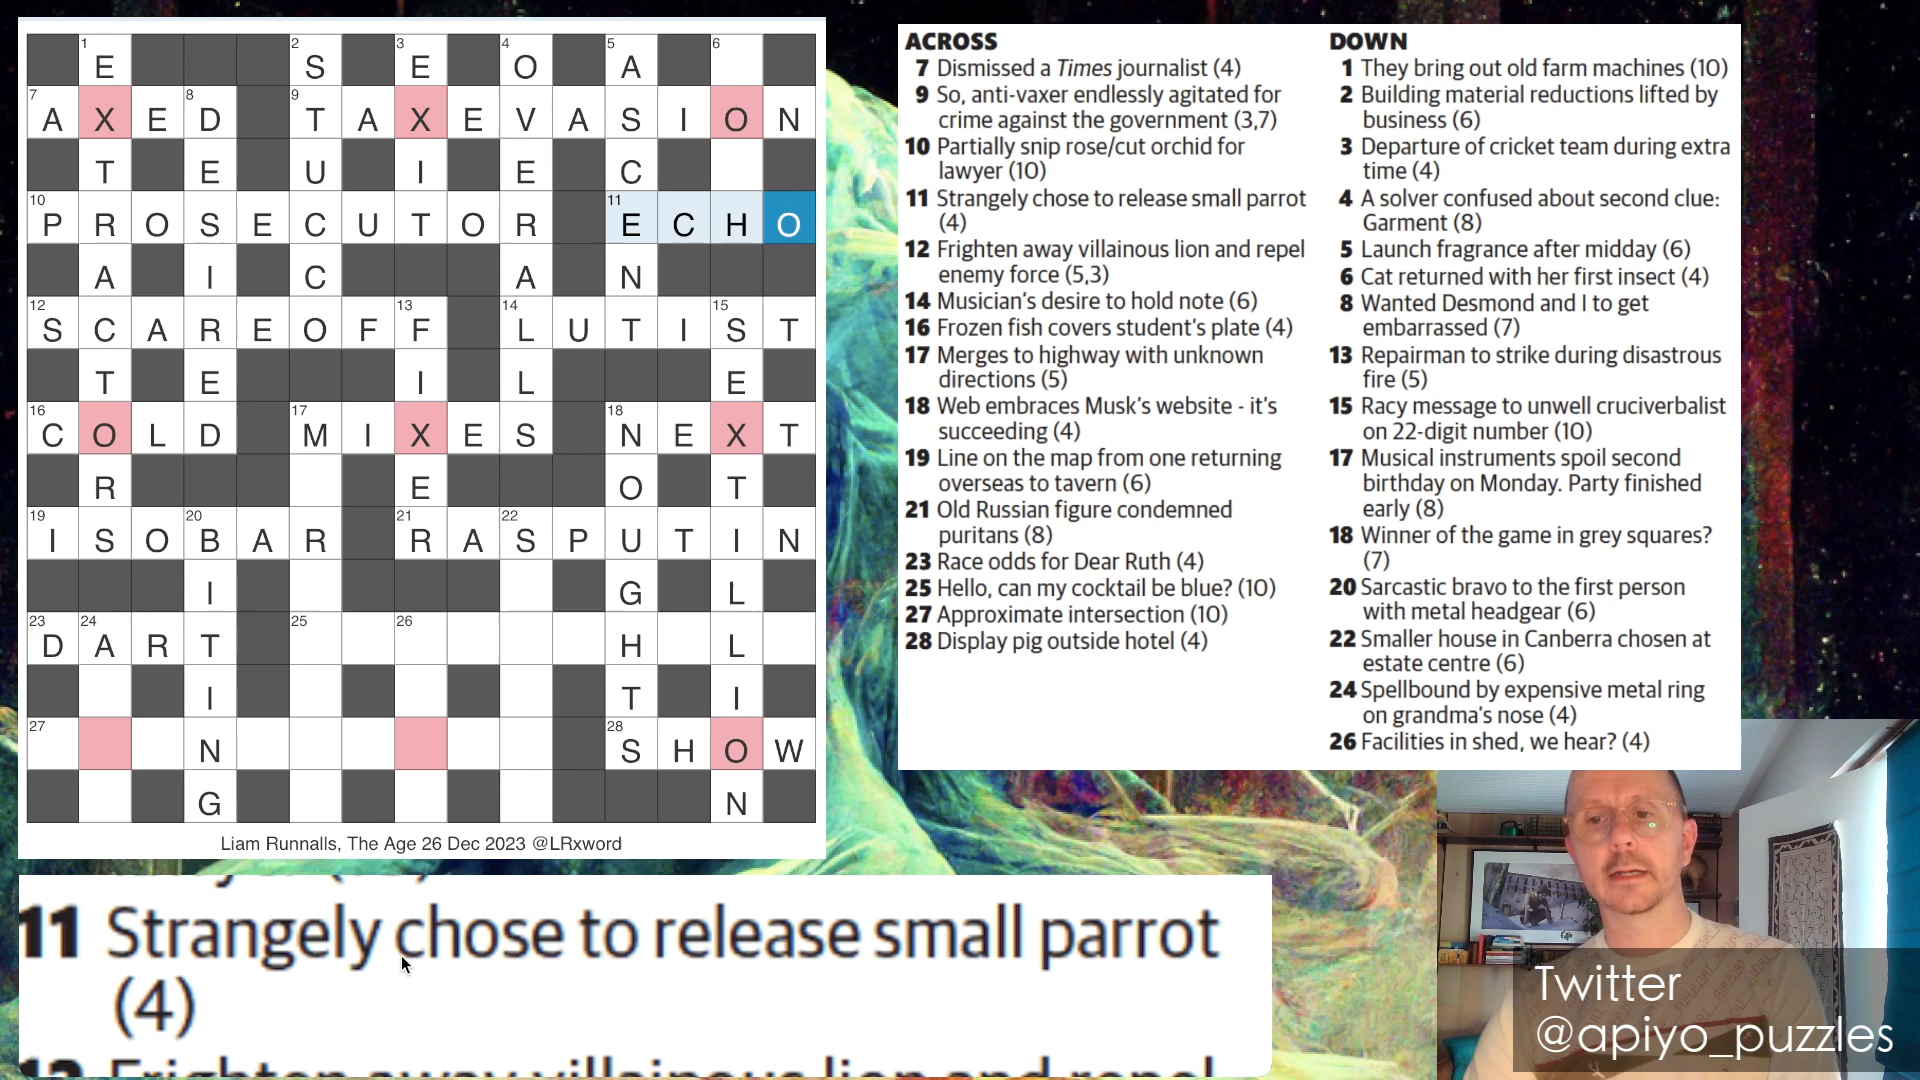 1 2 3 4 5 6
E S E O A
7 8 9
A X E D T A X E V A S I O N
T E U I E C
10 11
P R O S E C U T O R E C H O
A I C A N
12 13 14 15
S C A R E O F F L U T I S T
T E I L E
16 17 18
C O L D M I X E S N E X T
R E O T
19 20 21 22
I S O B A R R A S P U T I N
I G L
23 24 25 26
D A R T H L
I T I
27 28
N S H O W
G N
Liam Runnalls, The Age 26 Dec 2023 @LRxword
ACROSS
7 Dismissed a Times journalist (4)
9 So, anti-vaxer endlessly agitated for
crime against the government (3,7)
10 Partially snip rose/cut orchid for
lawyer (10)
11 Strangely chose to release small parrot
(4)
12 Frighten away villainous lion and repel
enemy force (5,3)
14 Musician's desire to hold note (6)
16 Frozen fish covers student's plate (4)
17 Merges to highway with unknown
directions (5)
18 Web embraces Musk's website - it's
succeeding (4)
19 Line on the map from one returning
overseas to tavern (6)
21 Old Russian figure condemned
puritans (8)
23 Race odds for Dear Ruth (4)
25 Hello, can my cocktail be blue? (10)
27 Approximate intersection (10)
28 Display pig outside hotel (4)
DOWN
1 They bring out old farm machines (10)
2 Building material reductions lifted by
business (6)
3 Departure of cricket team during extra
time (4)
4 A solver confused about second clue:
Garment (8)
5 Launch fragrance after midday (6)
6 Cat returned with her first insect (4)
8 Wanted Desmond and I to get
embarrassed (7)
13 Repairman to strike during disastrous
fire (5)
15 Racy message to unwell cruciverbalist
on 22-digit number (10)
17 Musical instruments spoil second
birthday on Monday. Party finished
early (8)
18 Winner of the game in grey squares?
(7)
20 Sarcastic bravo to the first person
with metal headgear (6)
22 Smaller house in Canberra chosen at
estate centre (6)
24 Spellbound by expensive metal ring
on grandma's nose (4)
26 Facilities in shed, we hear? (4)
11 Strangely chose to release small parrot
(4)
12 Frighten away villainous lion and repel
Twitter
@apiyo_puzzles